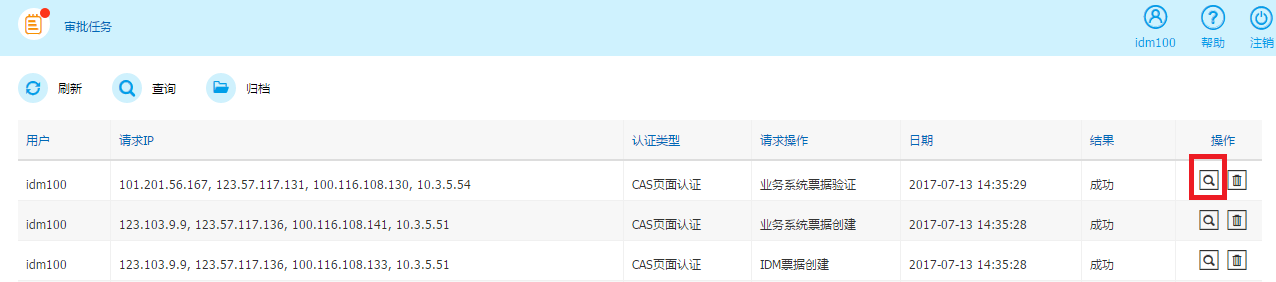 审批任务
idm100 帮助 注销
刷新 查询 归档
用户 请求IP 认证类型 请求操作 日期 结果 操作
idm100 101.201.56.167, 123.57.117.131, 100.116.108.130, 10.3.5.54 CAS页面认证 业务系统票据验证 2017-07-13 14:35:29 成功
idm100 123.103.9.9, 123.57.117.136, 100.116.108.141, 10.3.5.51 CAS页面认证 业务系统票据创建 2017-07-13 14:35:28 成功
idm100 123.103.9.9, 123.57.117.136, 100.116.108.133, 10.3.5.51 CAS页面认证 IDM票据创建 2017-07-13 14:35:28 成功